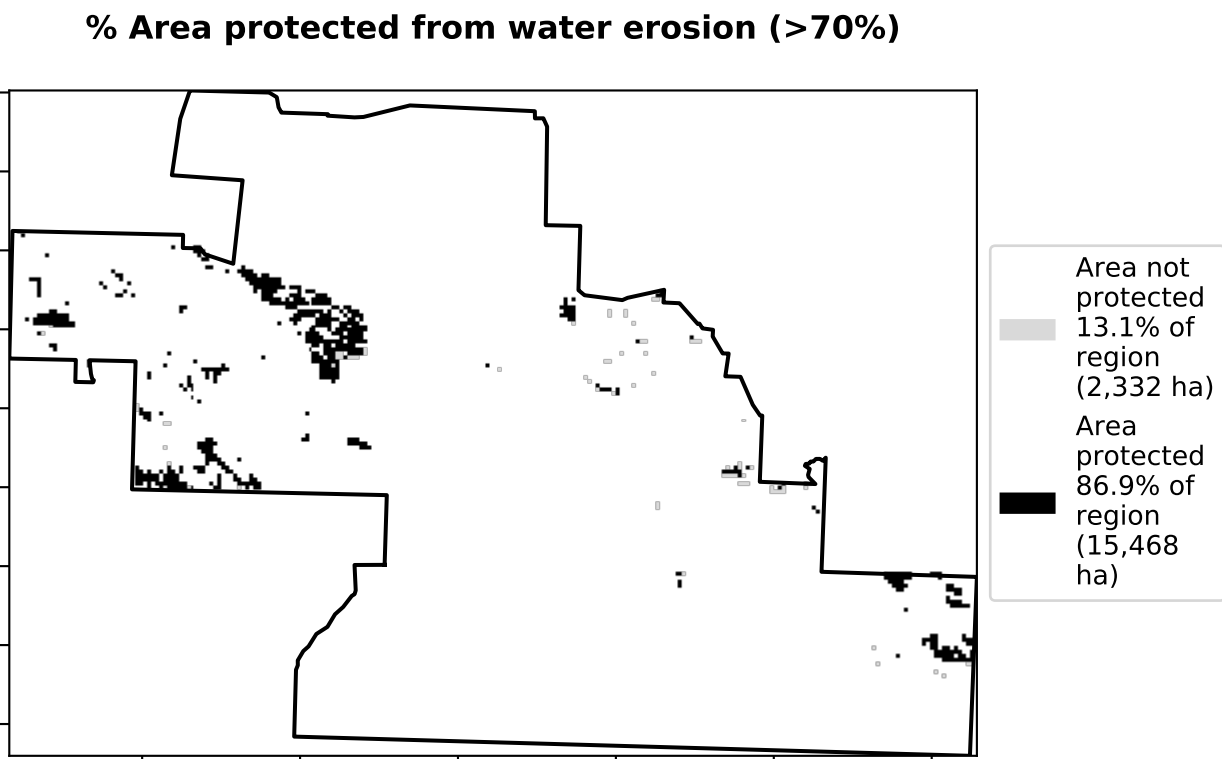 % Area protected from water erosion (>70%)
Area not
protected
13.1% of
region
(2,332 ha)
Area
protected
86.9% of
region
(15,468
ha)